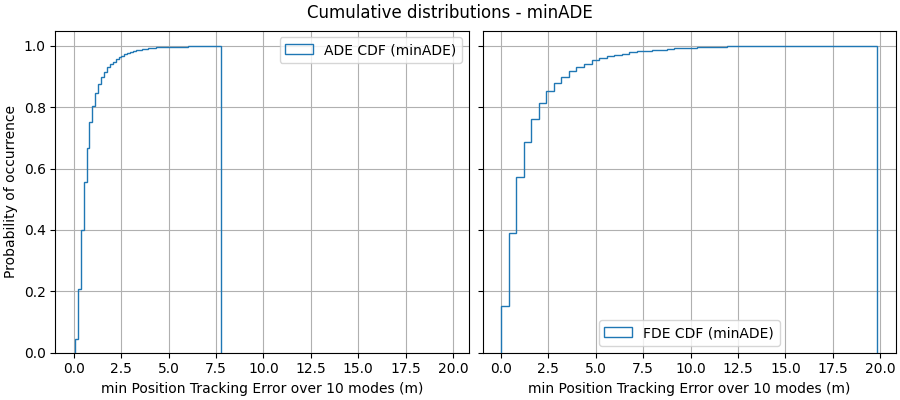 Cumulative distributions - minADE
Probability of occurrence
1.0
0.8
0.6
0.4
0.2
0.0
ADE CDF (minADE)
0.0 2.5 5.0 7.5 10.0 12.5 15.0 17.5 20.0
min Position Tracking Error over 10 modes (m)
FDE CDF (minADE)
0.0 2.5 5.0 7.5 10.0 12.5 15.0 17.5 20.0
min Position Tracking Error over 10 modes (m)